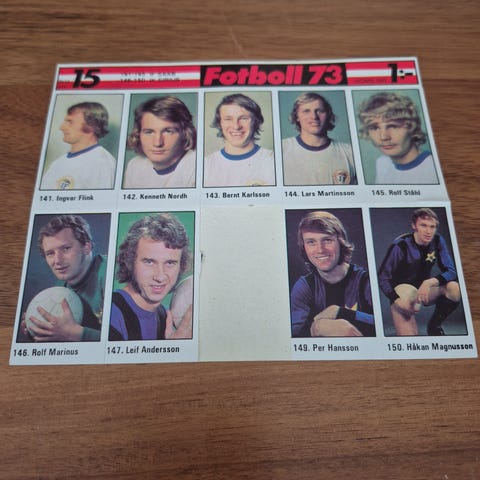 15
Fotboll 73
1:-
141. Ingvar Flink
142. Kenneth Nordh
143. Bernt Karlsson
144. Lars Martinsson
145. Rolf Ståhl
146. Rolf Marinus
147. Leif Andersson
149. Per Hansson
150. Håkan Magnusson